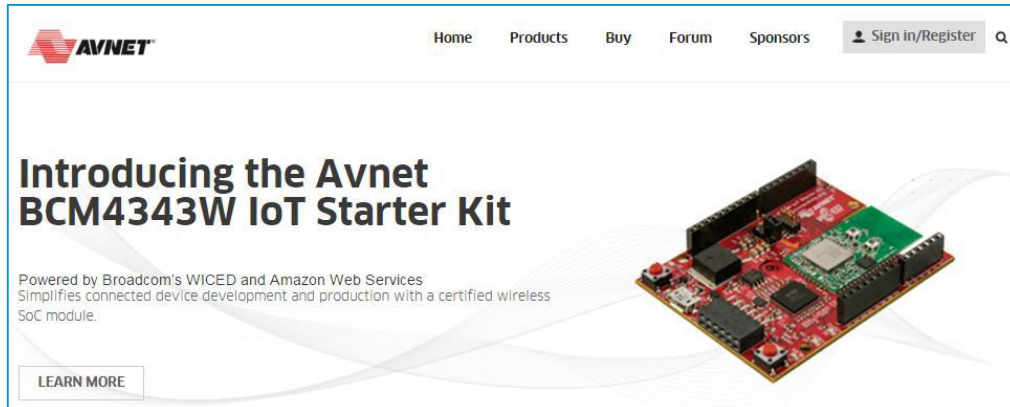 AVNET
Home Products Buy Forum Sponsors Sign in/Register
Introducing the Avnet
BCM4343W IoT Starter Kit
Powered by Broadcom's WICED and Amazon Web Services
Simplifies connected device development and production with a certified wireless
SoC module.
LEARN MORE
AVNET